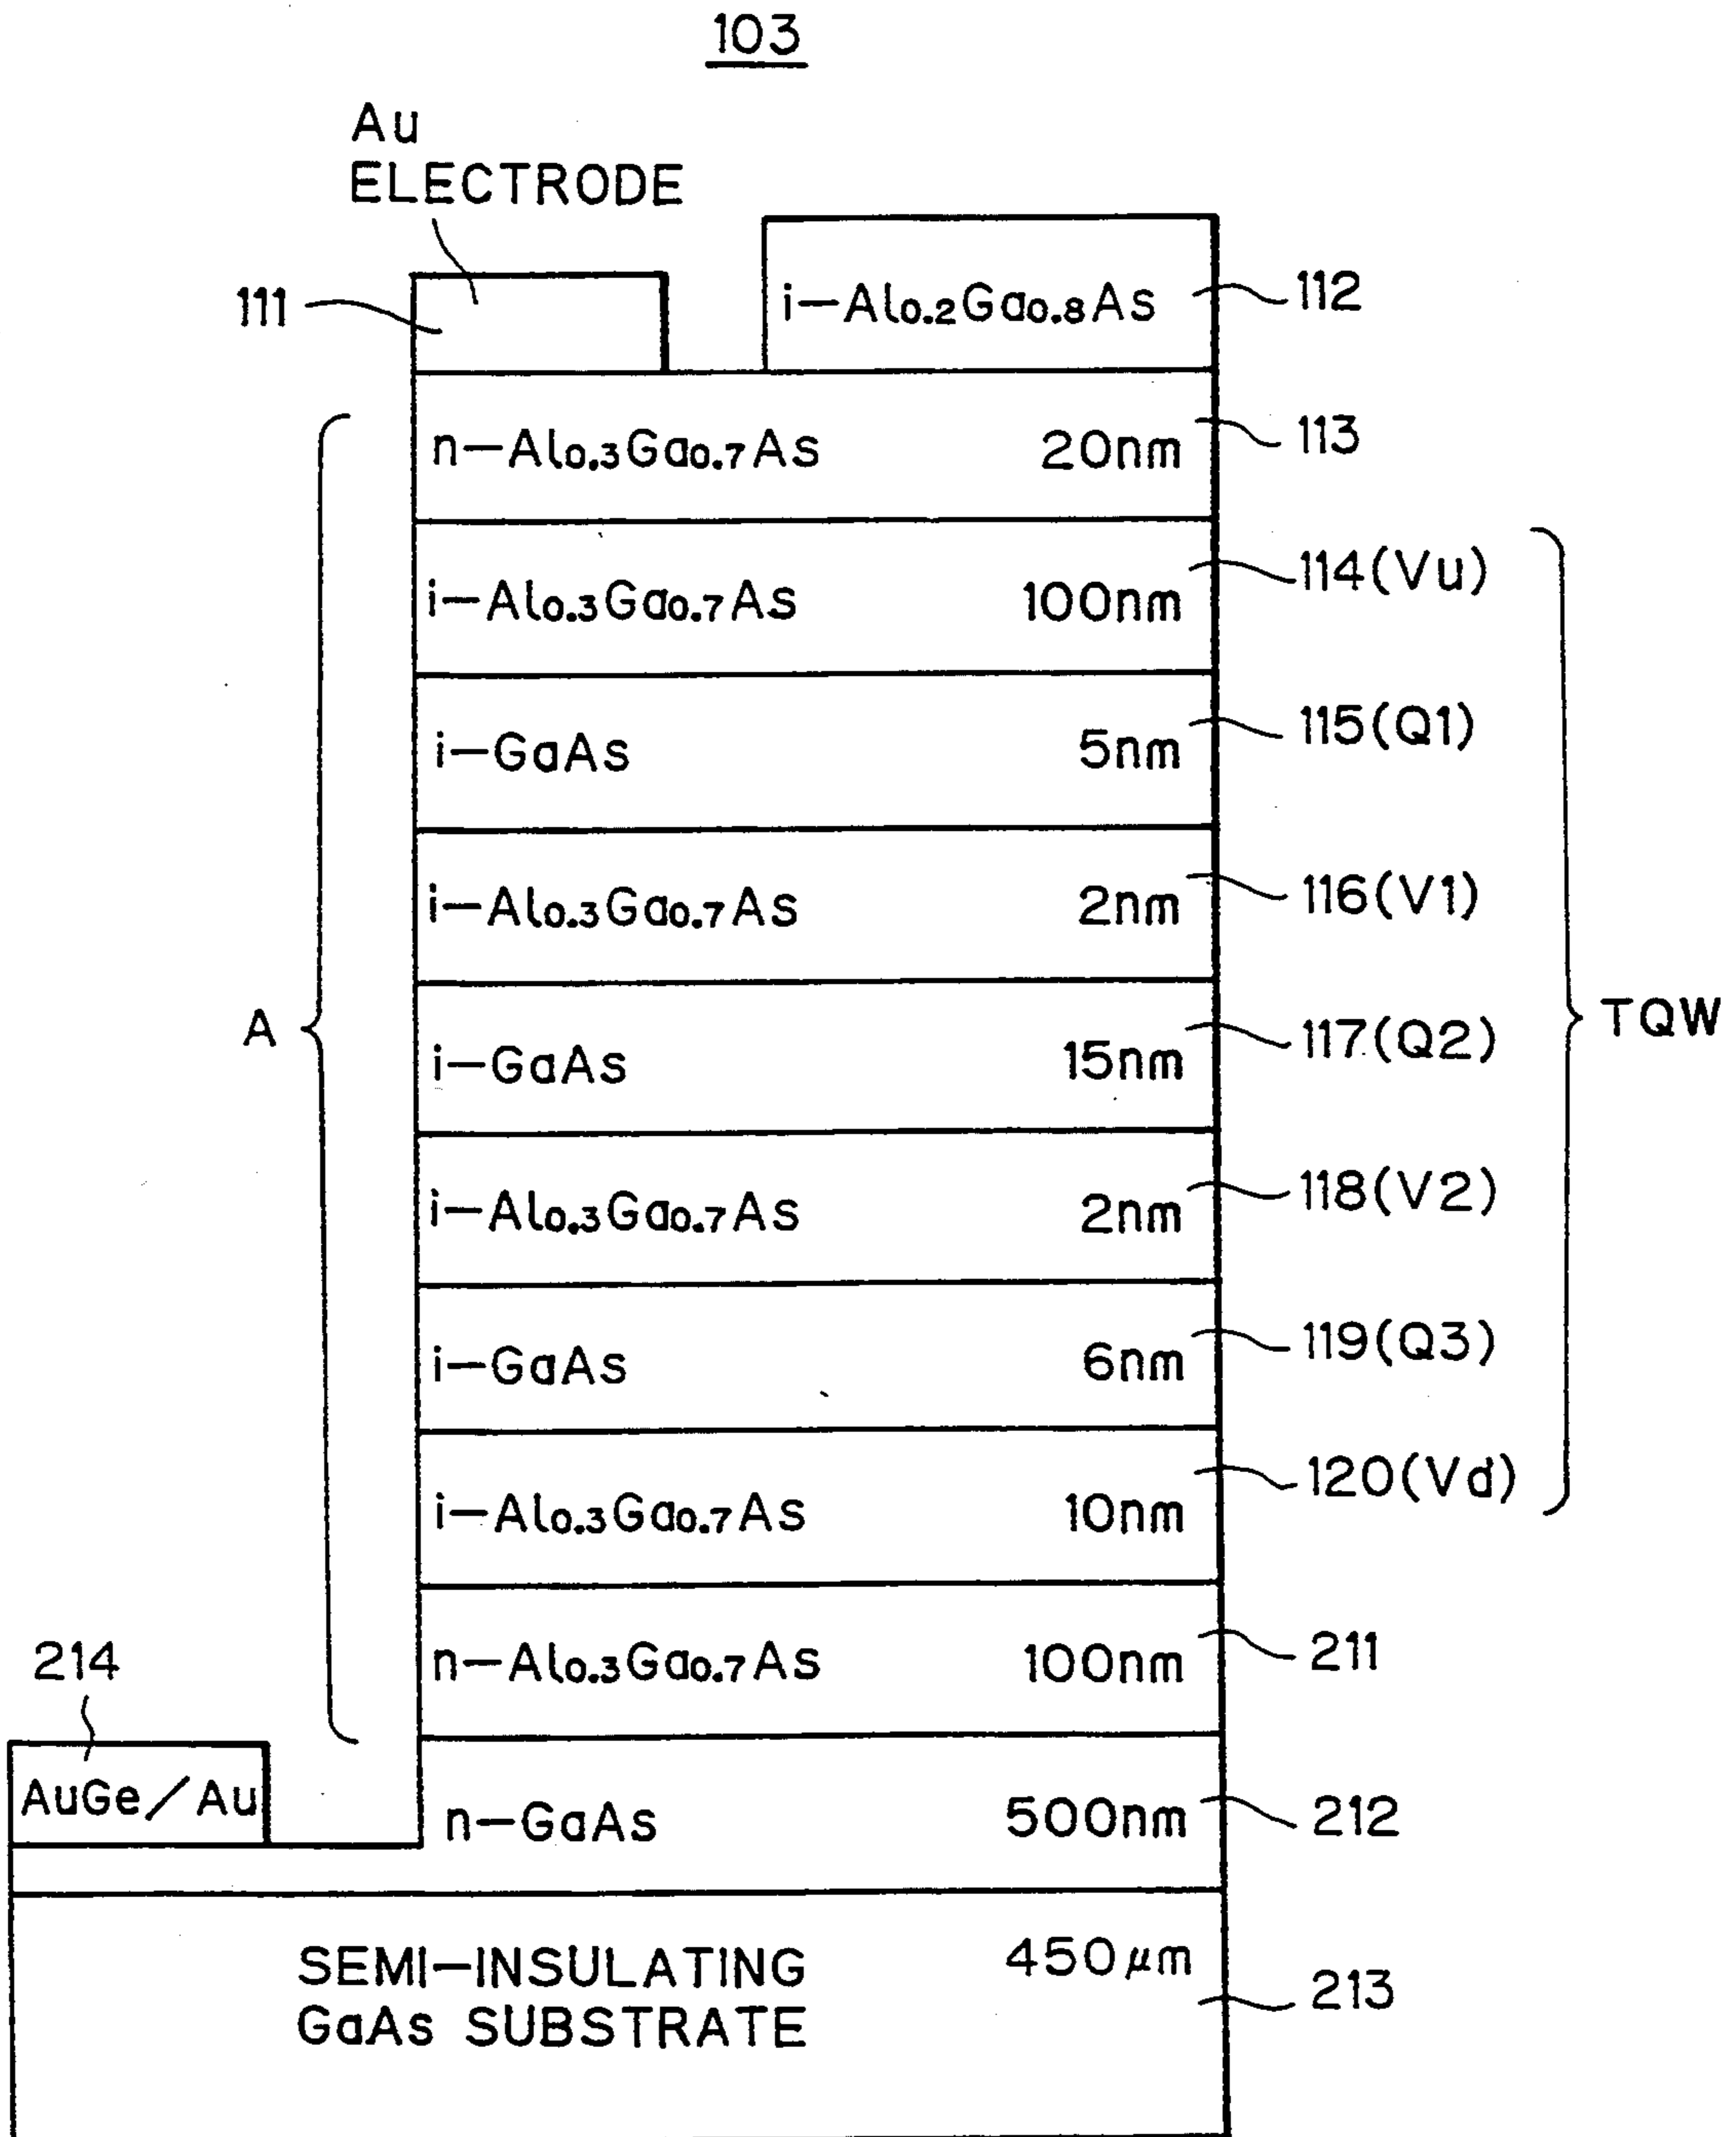 103
Au
ELECTRODE
111
i-Al0.2Ga0.8As
112
n-Al0.3Ga0.7As 20nm
113
i-Al0.3Ga0.7As 100nm
114(Vu)
i-GaAs 5nm
115(Q1)
i-Al0.3Ga0.7As 2nm
116(V1)
A
i-GaAs 15nm
117(Q2)
TQW
i-Al0.3Ga0.7As 2nm
118(V2)
i-GaAs 6nm
119(Q3)
i-Al0.3Ga0.7As 10nm
120(Vd)
n-Al0.3Ga0.7As 100nm
211
214
AuGe/Au
n-GaAs 500nm
212
SEMI-INSULATING 450μm
GaAs SUBSTRATE
213